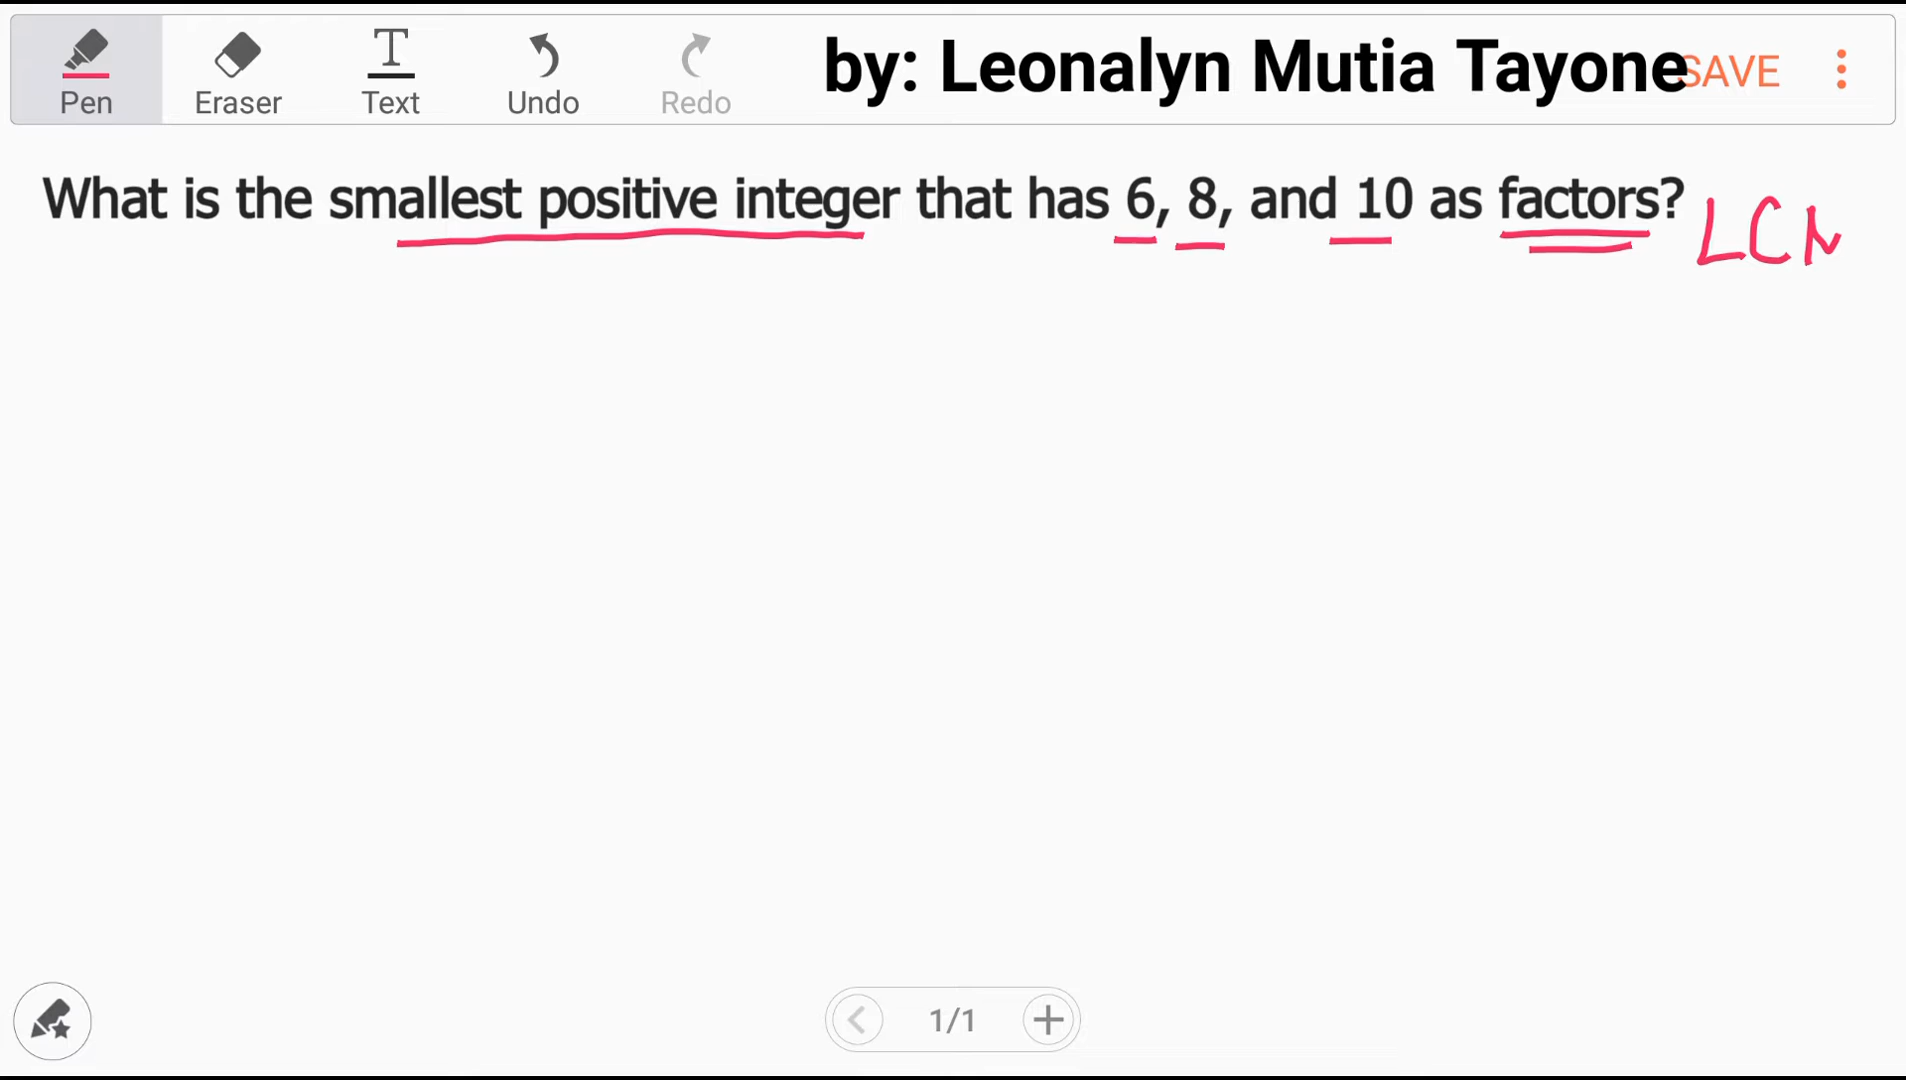 by: Leonalyn Mutia Tayone
SAVE
Pen
Eraser
Text
Undo
Redo
What is the smallest positive integer that has 6, 8, and 10 as factors?
LCM
1/1